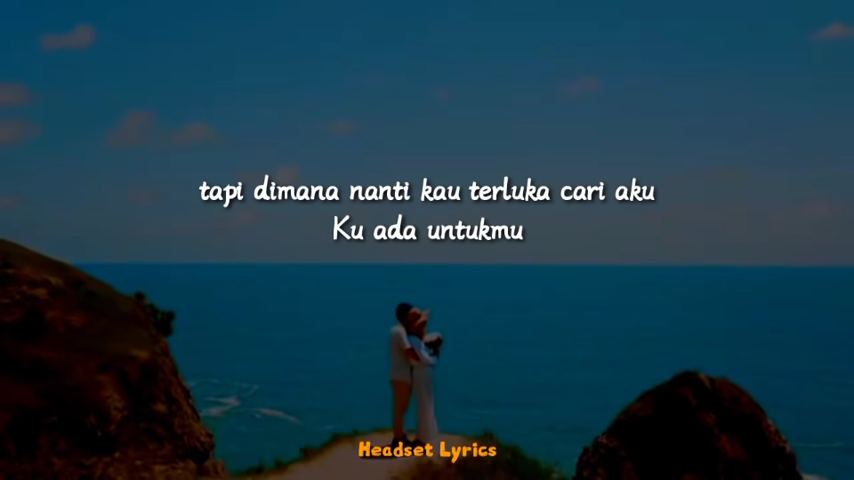 tapi dimana nanti kau terluka cari aku
Ku ada untukmu
Headset Lyrics